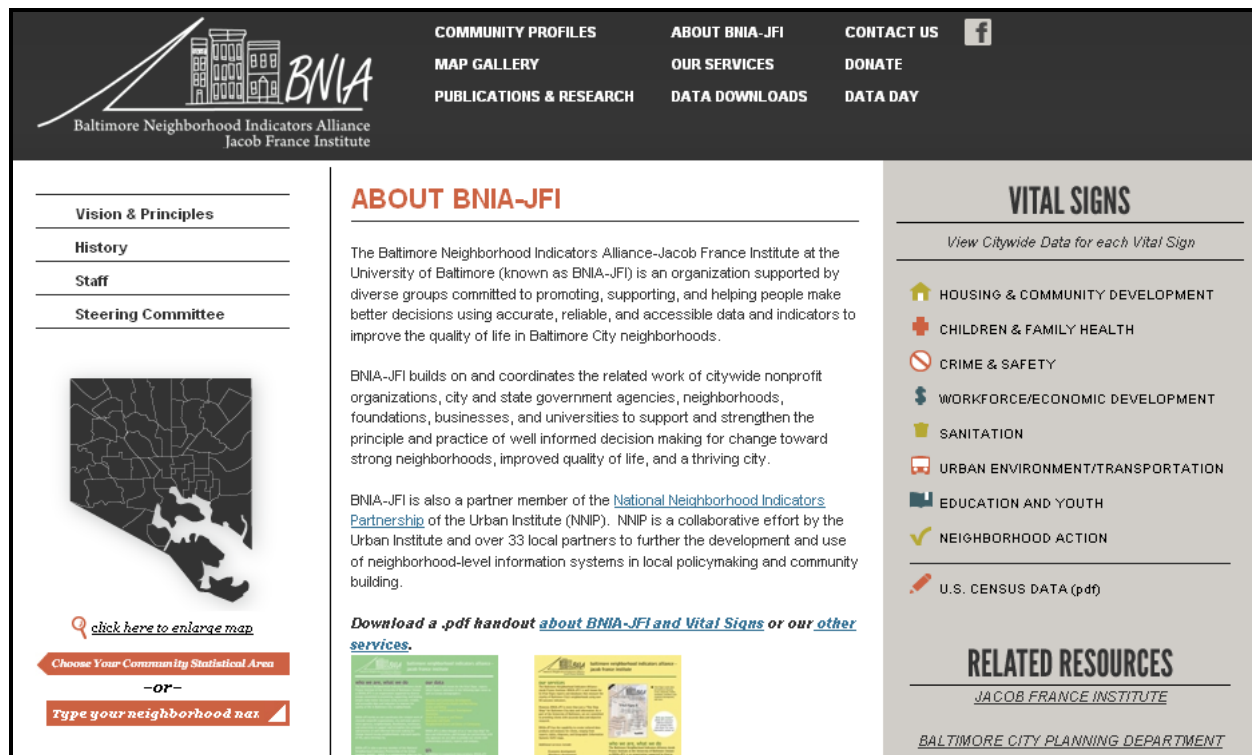 BNIA
Baltimore Neighborhood Indicators Alliance
Jacob France Institute
COMMUNITY PROFILES
MAP GALLERY
PUBLICATIONS & RESEARCH
ABOUT BNIA-JFI
OUR SERVICES
DATA DOWNLOADS
CONTACT US
DONATE
DATA DAY
f
Vision & Principles
History
Staff
Steering Committee
click here to enlarge map
Choose Your Community Statistical Area
-or-
Type your neighborhood nar
ABOUT BNIA-JFI
The Baltimore Neighborhood Indicators Alliance-Jacob France Institute at the
University of Baltimore (known as BNIA-JFI) is an organization supported by
diverse groups committed to promoting, supporting, and helping people make
better decisions using accurate, reliable, and accessible data and indicators to
improve the quality of life in Baltimore City neighborhoods.
BNIA-JFI builds on and coordinates the related work of citywide nonprofit
organizations, city and state government agencies, neighborhoods,
foundations, businesses, and universities to support and strengthen the
principle and practice of well informed decision making for change toward
strong neighborhoods, improved quality of life, and a thriving city.
BNIA-JFI is also a partner member of the National Neighborhood Indicators
Partnership of the Urban Institute (NNIP). NNIP is a collaborative effort by the
Urban Institute and over 33 local partners to further the development and use
of neighborhood-level information systems in local policymaking and community
building.
Download a .pdf handout about BNIA-JFI and Vital Signs or our other
services.
who we are, what we do
our data
our services
VITAL SIGNS
View Citywide Data for each Vital Sign
HOUSING & COMMUNITY DEVELOPMENT
CHILDREN & FAMILY HEALTH
CRIME & SAFETY
WORKFORCE/ECONOMIC DEVELOPMENT
SANITATION
URBAN ENVIRONMENT/TRANSPORTATION
EDUCATION AND YOUTH
NEIGHBORHOOD ACTION
U.S. CENSUS DATA (pdf)
RELATED RESOURCES
JACOB FRANCE INSTITUTE
BALTIMORE CITY PLANNING DEPARTMENT